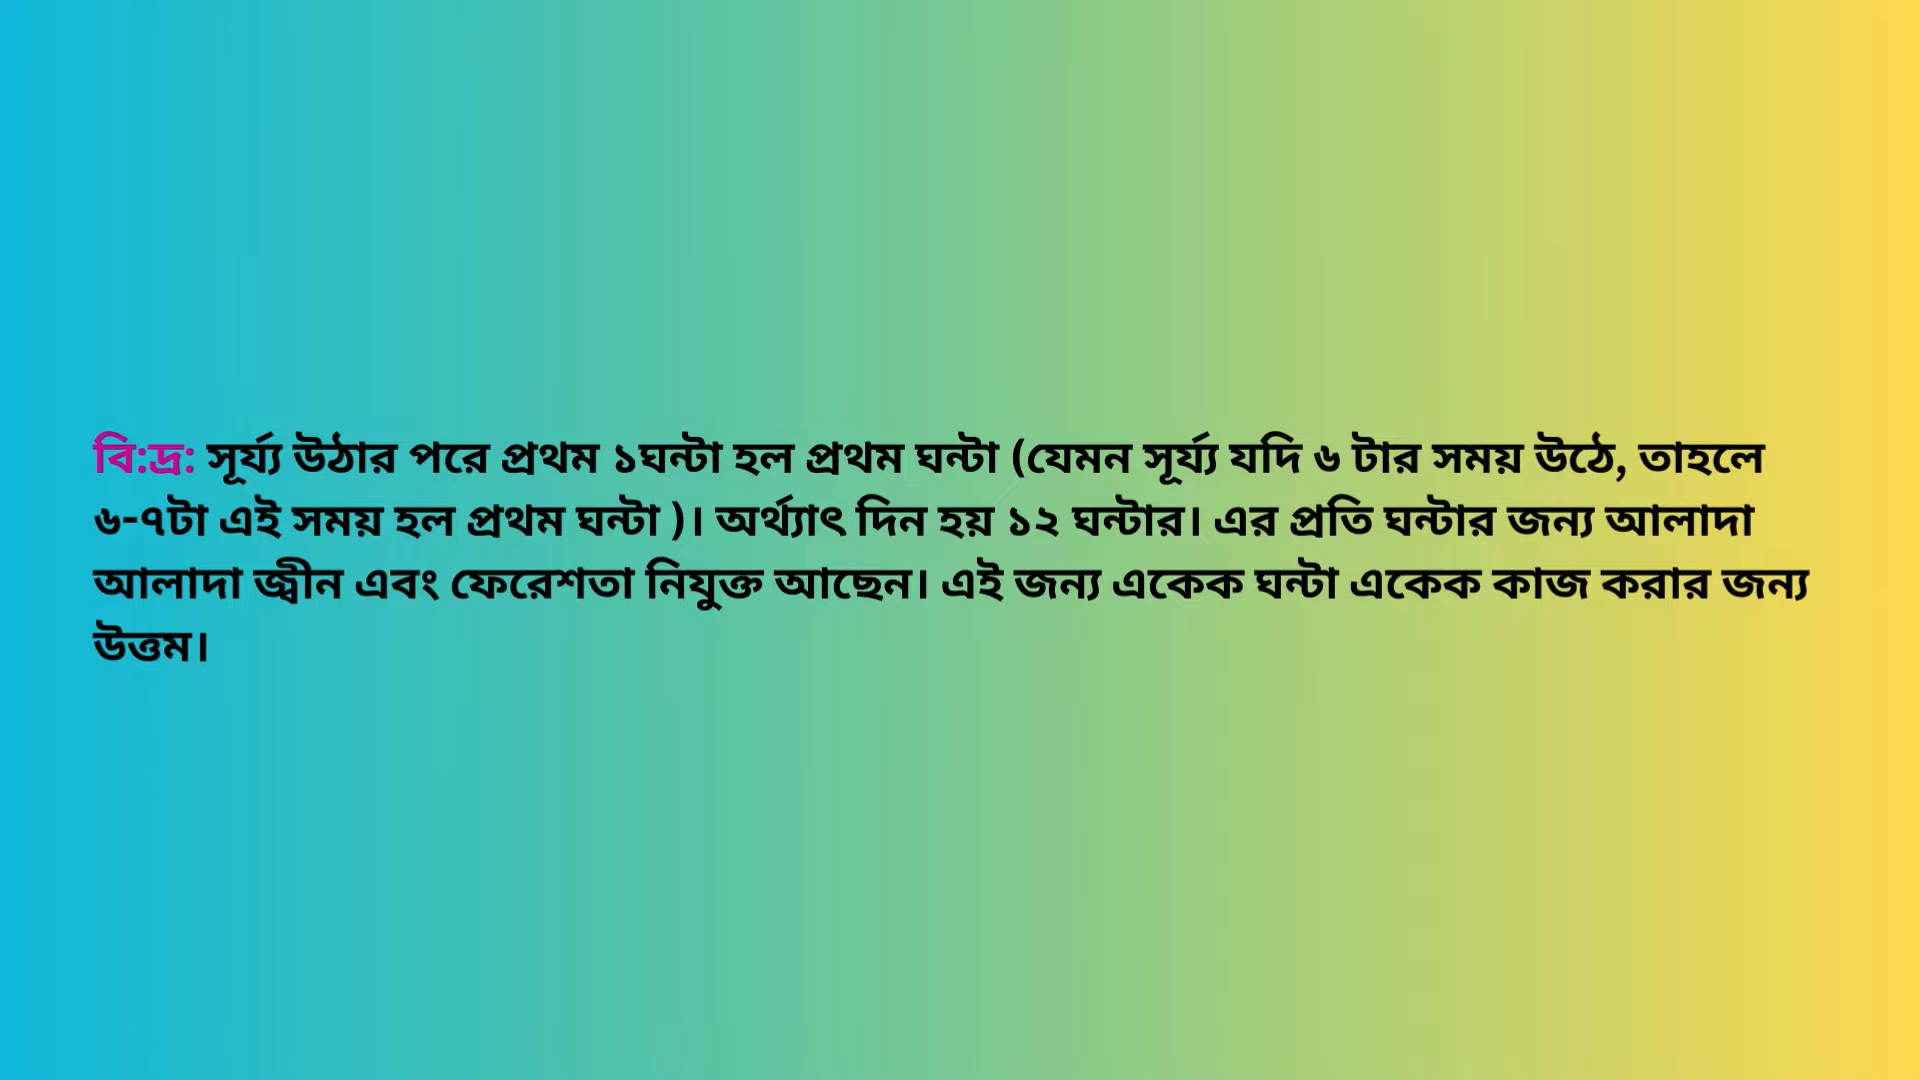 বি:দ্র: সূর্য্য উঠার পরে প্রথম ১ঘন্টা হল প্রথম ঘন্টা (যেমন সূর্য্য যদি ৬ টার সময় উঠে, তাহলে
৬-৭টা এই সময় হল প্রথম ঘন্টা )। অর্থ্যাৎ দিন হয় ১২ ঘন্টার। এর প্রতি ঘন্টার জন্য আলাদা
আলাদা জ্বীন এবং ফেরেশতা নিযুক্ত আছেন। এই জন্য একেক ঘন্টা একেক কাজ করার জন্য
উত্তম।